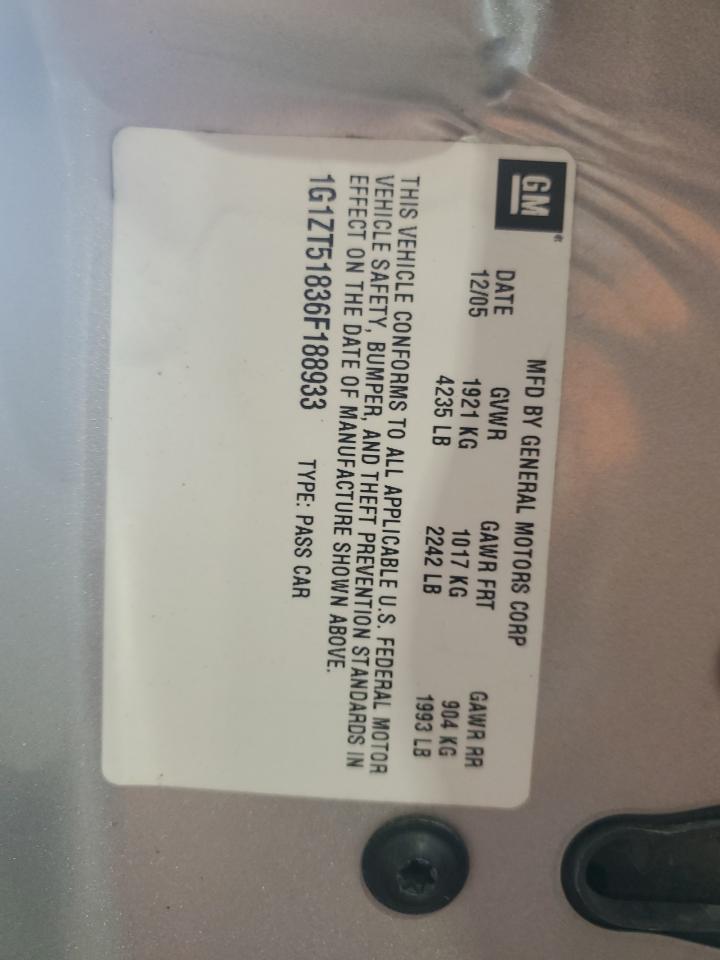 GM
MFD BY GENERAL MOTORS CORP
DATE GVWR GAWR FRT GAWR RR
12/05 1921 KG 1017 KG 904 KG
4235 LB 2242 LB 1993 LB
THIS VEHICLE CONFORMS TO ALL APPLICABLE U.S. FEDERAL MOTOR
VEHICLE SAFETY, BUMPER, AND THEFT PREVENTION STANDARDS IN
EFFECT ON THE DATE OF MANUFACTURE SHOWN ABOVE.
1G1ZT51836F188933 TYPE: PASS CAR